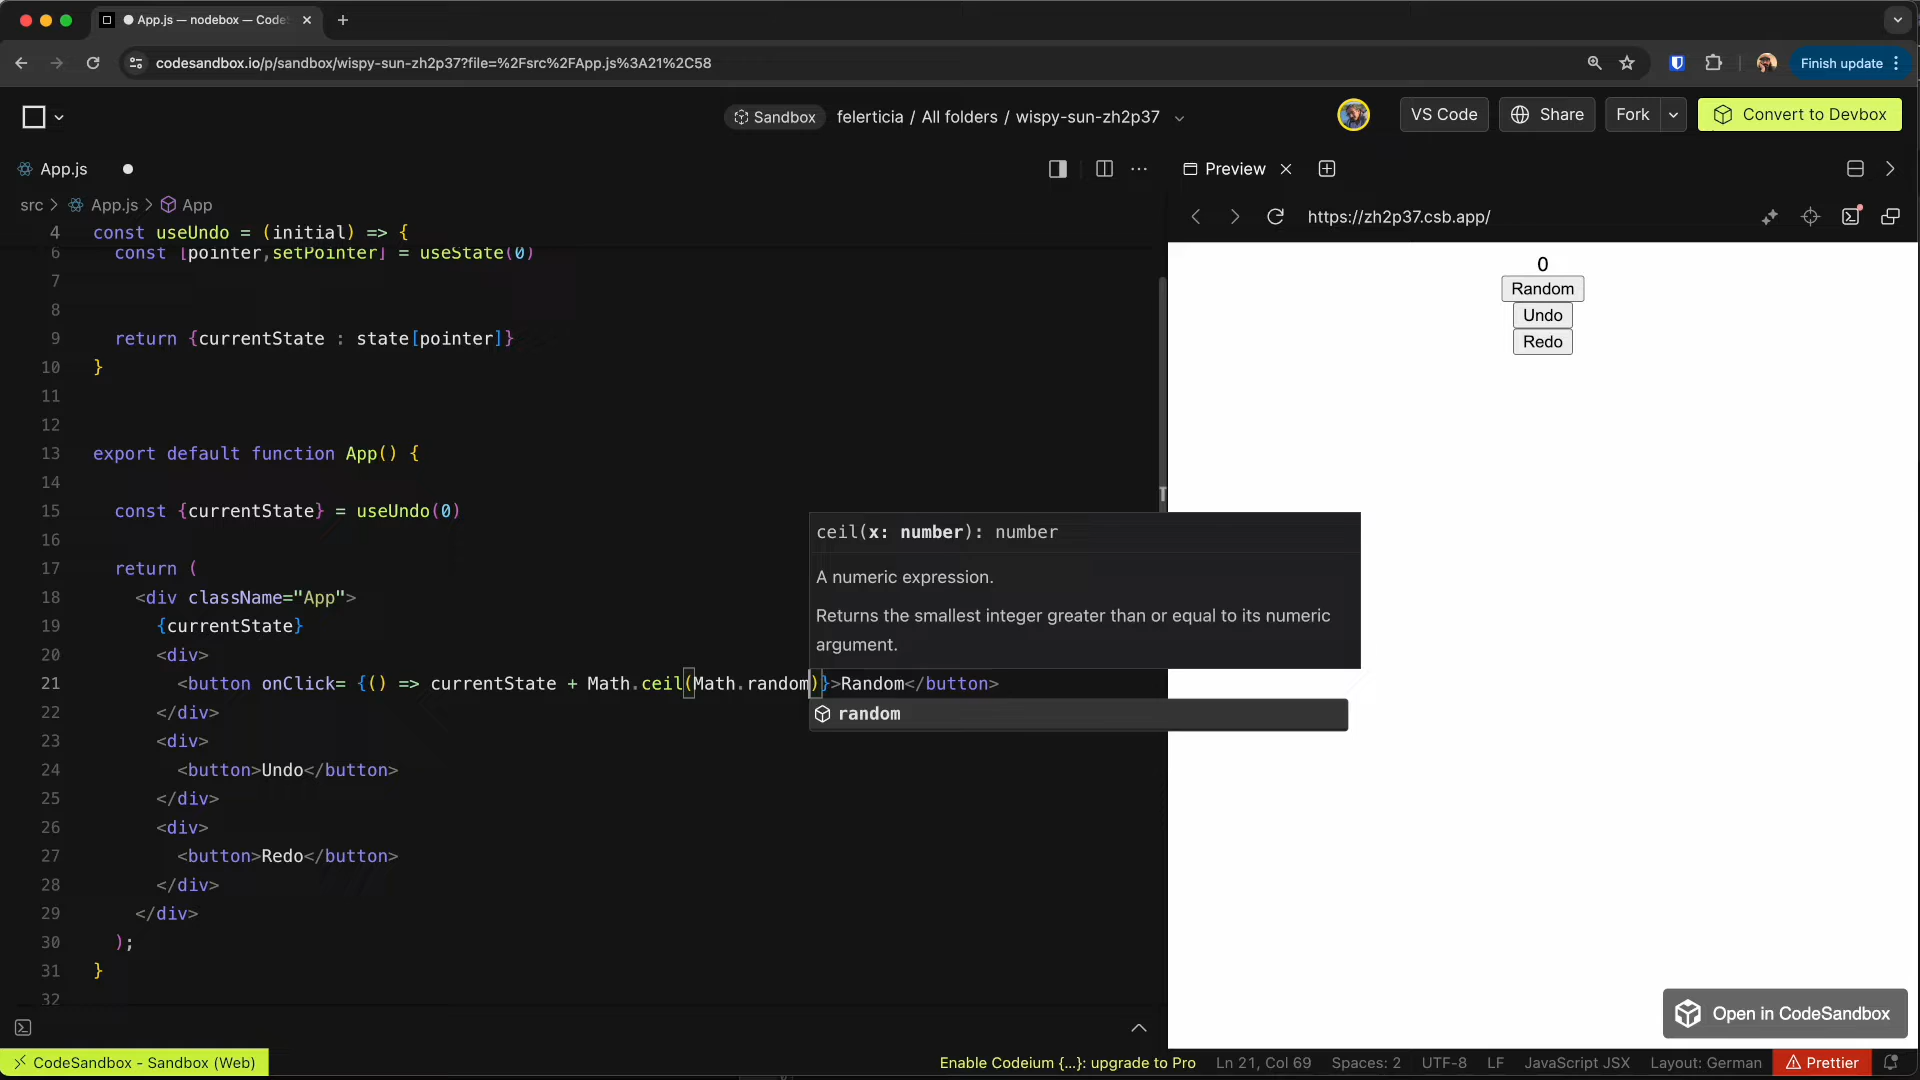 App.js — nodebox — Code
codesandbox.io/p/sandbox/wispy-sun-zh2p37?file=%2Fsrc%2FApp.js%3A21%2C58
Finish update
Sandbox felerticia / All folders / wispy-sun-zh2p37
VS Code
Share
Fork
Convert to Devbox
App.js
Preview
src > App.js > App
https://zh2p37.csb.app/
4 const useUndo = (initial) => {
6 const [pointer,setPointer] = useState(0)
7
8
9 return {currentState : state[pointer]}
10 }
11
12
13 export default function App() {
14
15 const {currentState} = useUndo(0)
16
17 return (
18 <div className="App">
19 {currentState}
20 <div>
21 <button onClick= {() => currentState + Math.ceil(Math.random)}>Random</button>
22 </div>
23 <div>
24 <button>Undo</button>
25 </div>
26 <div>
27 <button>Redo</button>
28 </div>
29 </div>
30 );
31 }
32
ceil(x: number): number
A numeric expression.
Returns the smallest integer greater than or equal to its numeric
argument.
random
0
Random
Undo
Redo
Open in CodeSandbox
CodeSandbox - Sandbox (Web)
Enable Codeium {...}: upgrade to Pro
Ln 21, Col 69
Spaces: 2
UTF-8
LF
JavaScript JSX
Layout: German
Prettier